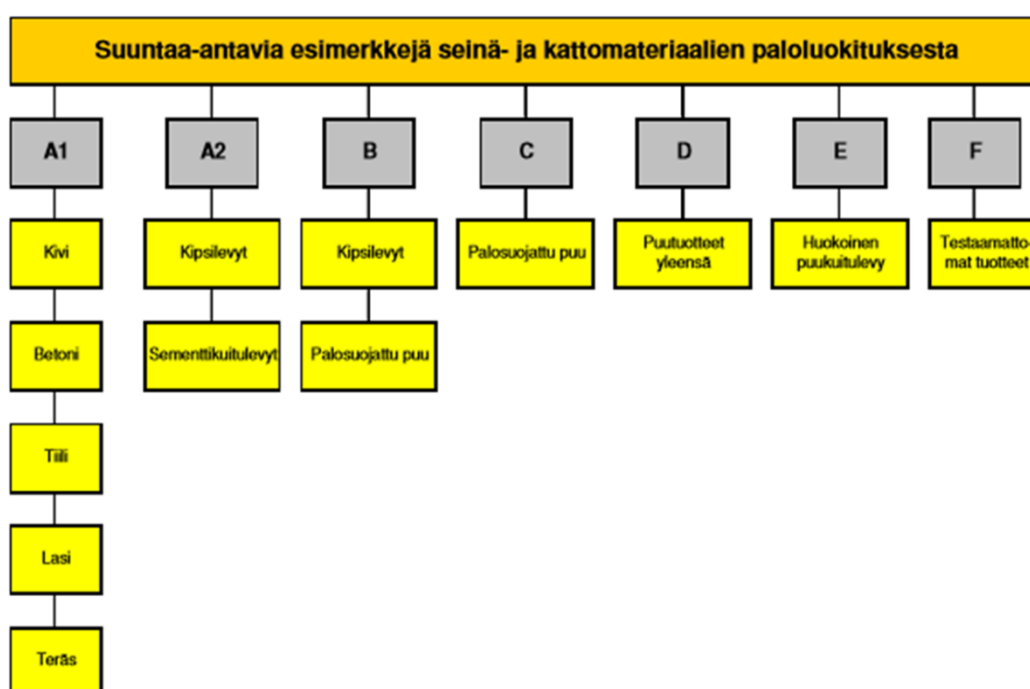 Suuntaa-antavia esimerkkejä seinä- ja kattomateriaalien paloluokituksesta
A1
A2
B
C
D
E
F
Kivi
Kipsilevyt
Kipsilevyt
Palosuojattu puu
Puutuotteet
yleensä
Huokoinen
puukuitulevy
Testaamatto-
mat tuotteet
Betoni
Sementtikuitulevyt
Palosuojattu puu
Tiili
Lasi
Teräs